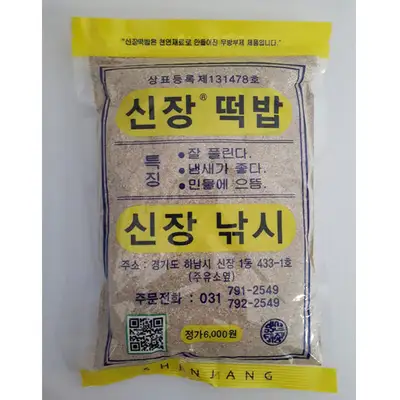 "신장떡밥은 천연재료로 만들어진 무방부제 제품입니다."
상표등록 제131478호
신장® 떡밥
특징
• 잘 풀린다.
• 냄새가 좋다.
• 민물에 으뜸.
신장 낚시
주소 : 경기도 하남시 신장 1동 433-1호
(주유소옆)
주문전화 : 031 791-2549
792-2549
정가6,000원
SHINJANG